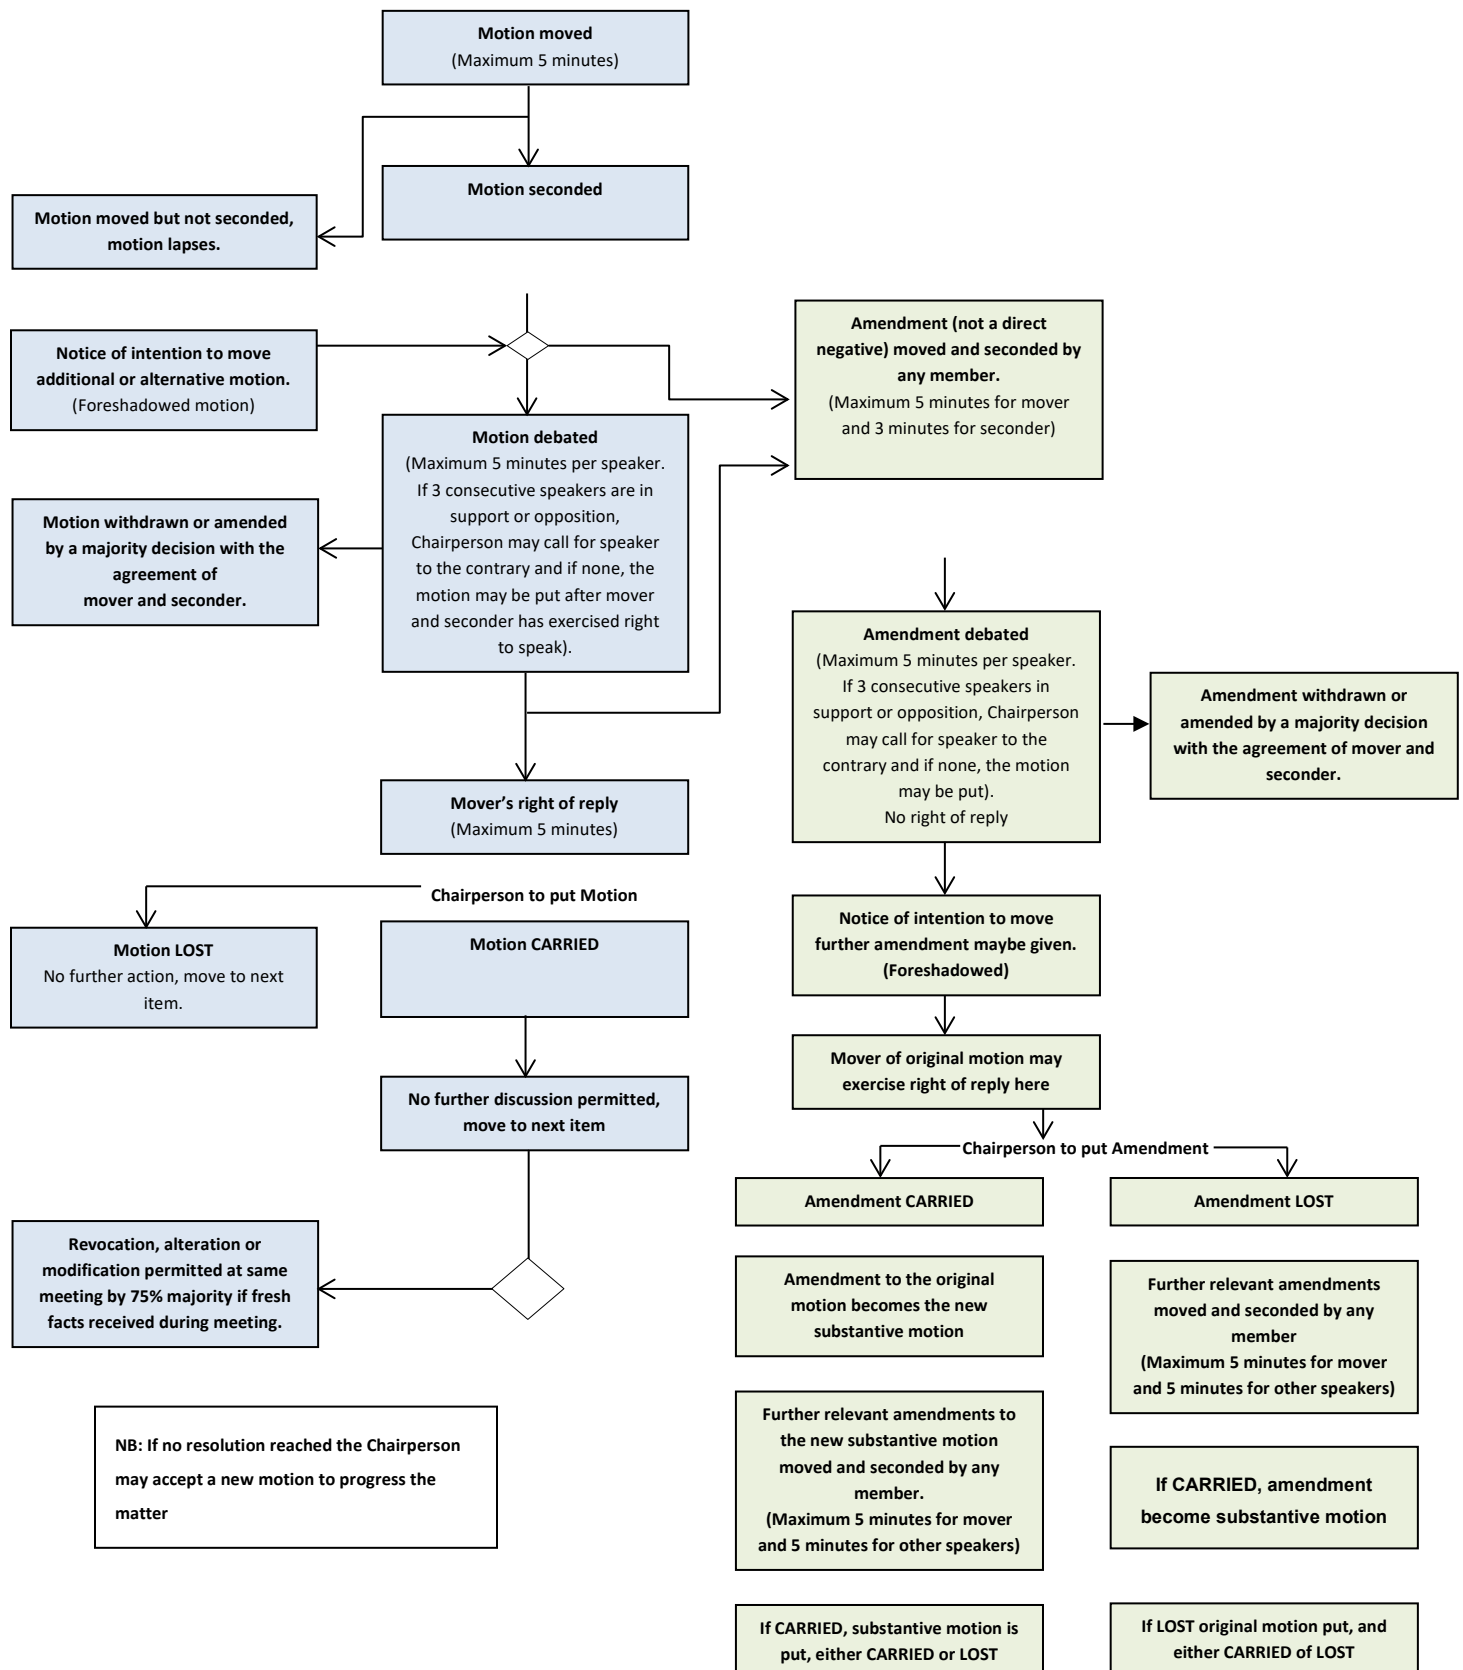 Motion moved
(Maximum 5 minutes)
Motion seconded
Motion moved but not seconded,
motion lapses.
Notice of intention to move
additional or alternative motion.
(Foreshadowed motion)
Amendment (not a direct
negative) moved and seconded by
any member.
(Maximum 5 minutes for mover
and 3 minutes for seconder)
Motion debated
(Maximum 5 minutes per speaker.
If 3 consecutive speakers are in
support or opposition,
Chairperson may call for speaker
to the contrary and if none, the
motion may be put after mover
and seconder has exercised right
to speak).
Motion withdrawn or amended
by a majority decision with the
agreement of
mover and seconder.
Amendment debated
(Maximum 5 minutes per speaker.
If 3 consecutive speakers in
support or opposition, Chairperson
may call for speaker to the
contrary and if none, the motion
may be put).
No right of reply
Amendment withdrawn or
amended by a majority decision
with the agreement of mover and
seconder.
Mover’s right of reply
(Maximum 5 minutes)
Chairperson to put Motion
Motion LOST
No further action, move to next
item.
Motion CARRIED
Notice of intention to move
further amendment maybe given.
(Foreshadowed)
Mover of original motion may
exercise right of reply here
No further discussion permitted,
move to next item
Chairperson to put Amendment
Amendment CARRIED
Amendment LOST
Revocation, alteration or
modification permitted at same
meeting by 75% majority if fresh
facts received during meeting.
Amendment to the original
motion becomes the new
substantive motion
Further relevant amendments
moved and seconded by any
member
(Maximum 5 minutes for mover
and 5 minutes for other speakers)
NB: If no resolution reached the Chairperson
may accept a new motion to progress the
matter
Further relevant amendments to
the new substantive motion
moved and seconded by any
member.
(Maximum 5 minutes for mover
and 5 minutes for other speakers)
If CARRIED, amendment
become substantive motion
If CARRIED, substantive motion is
put, either CARRIED or LOST
If LOST original motion put, and
either CARRIED of LOST